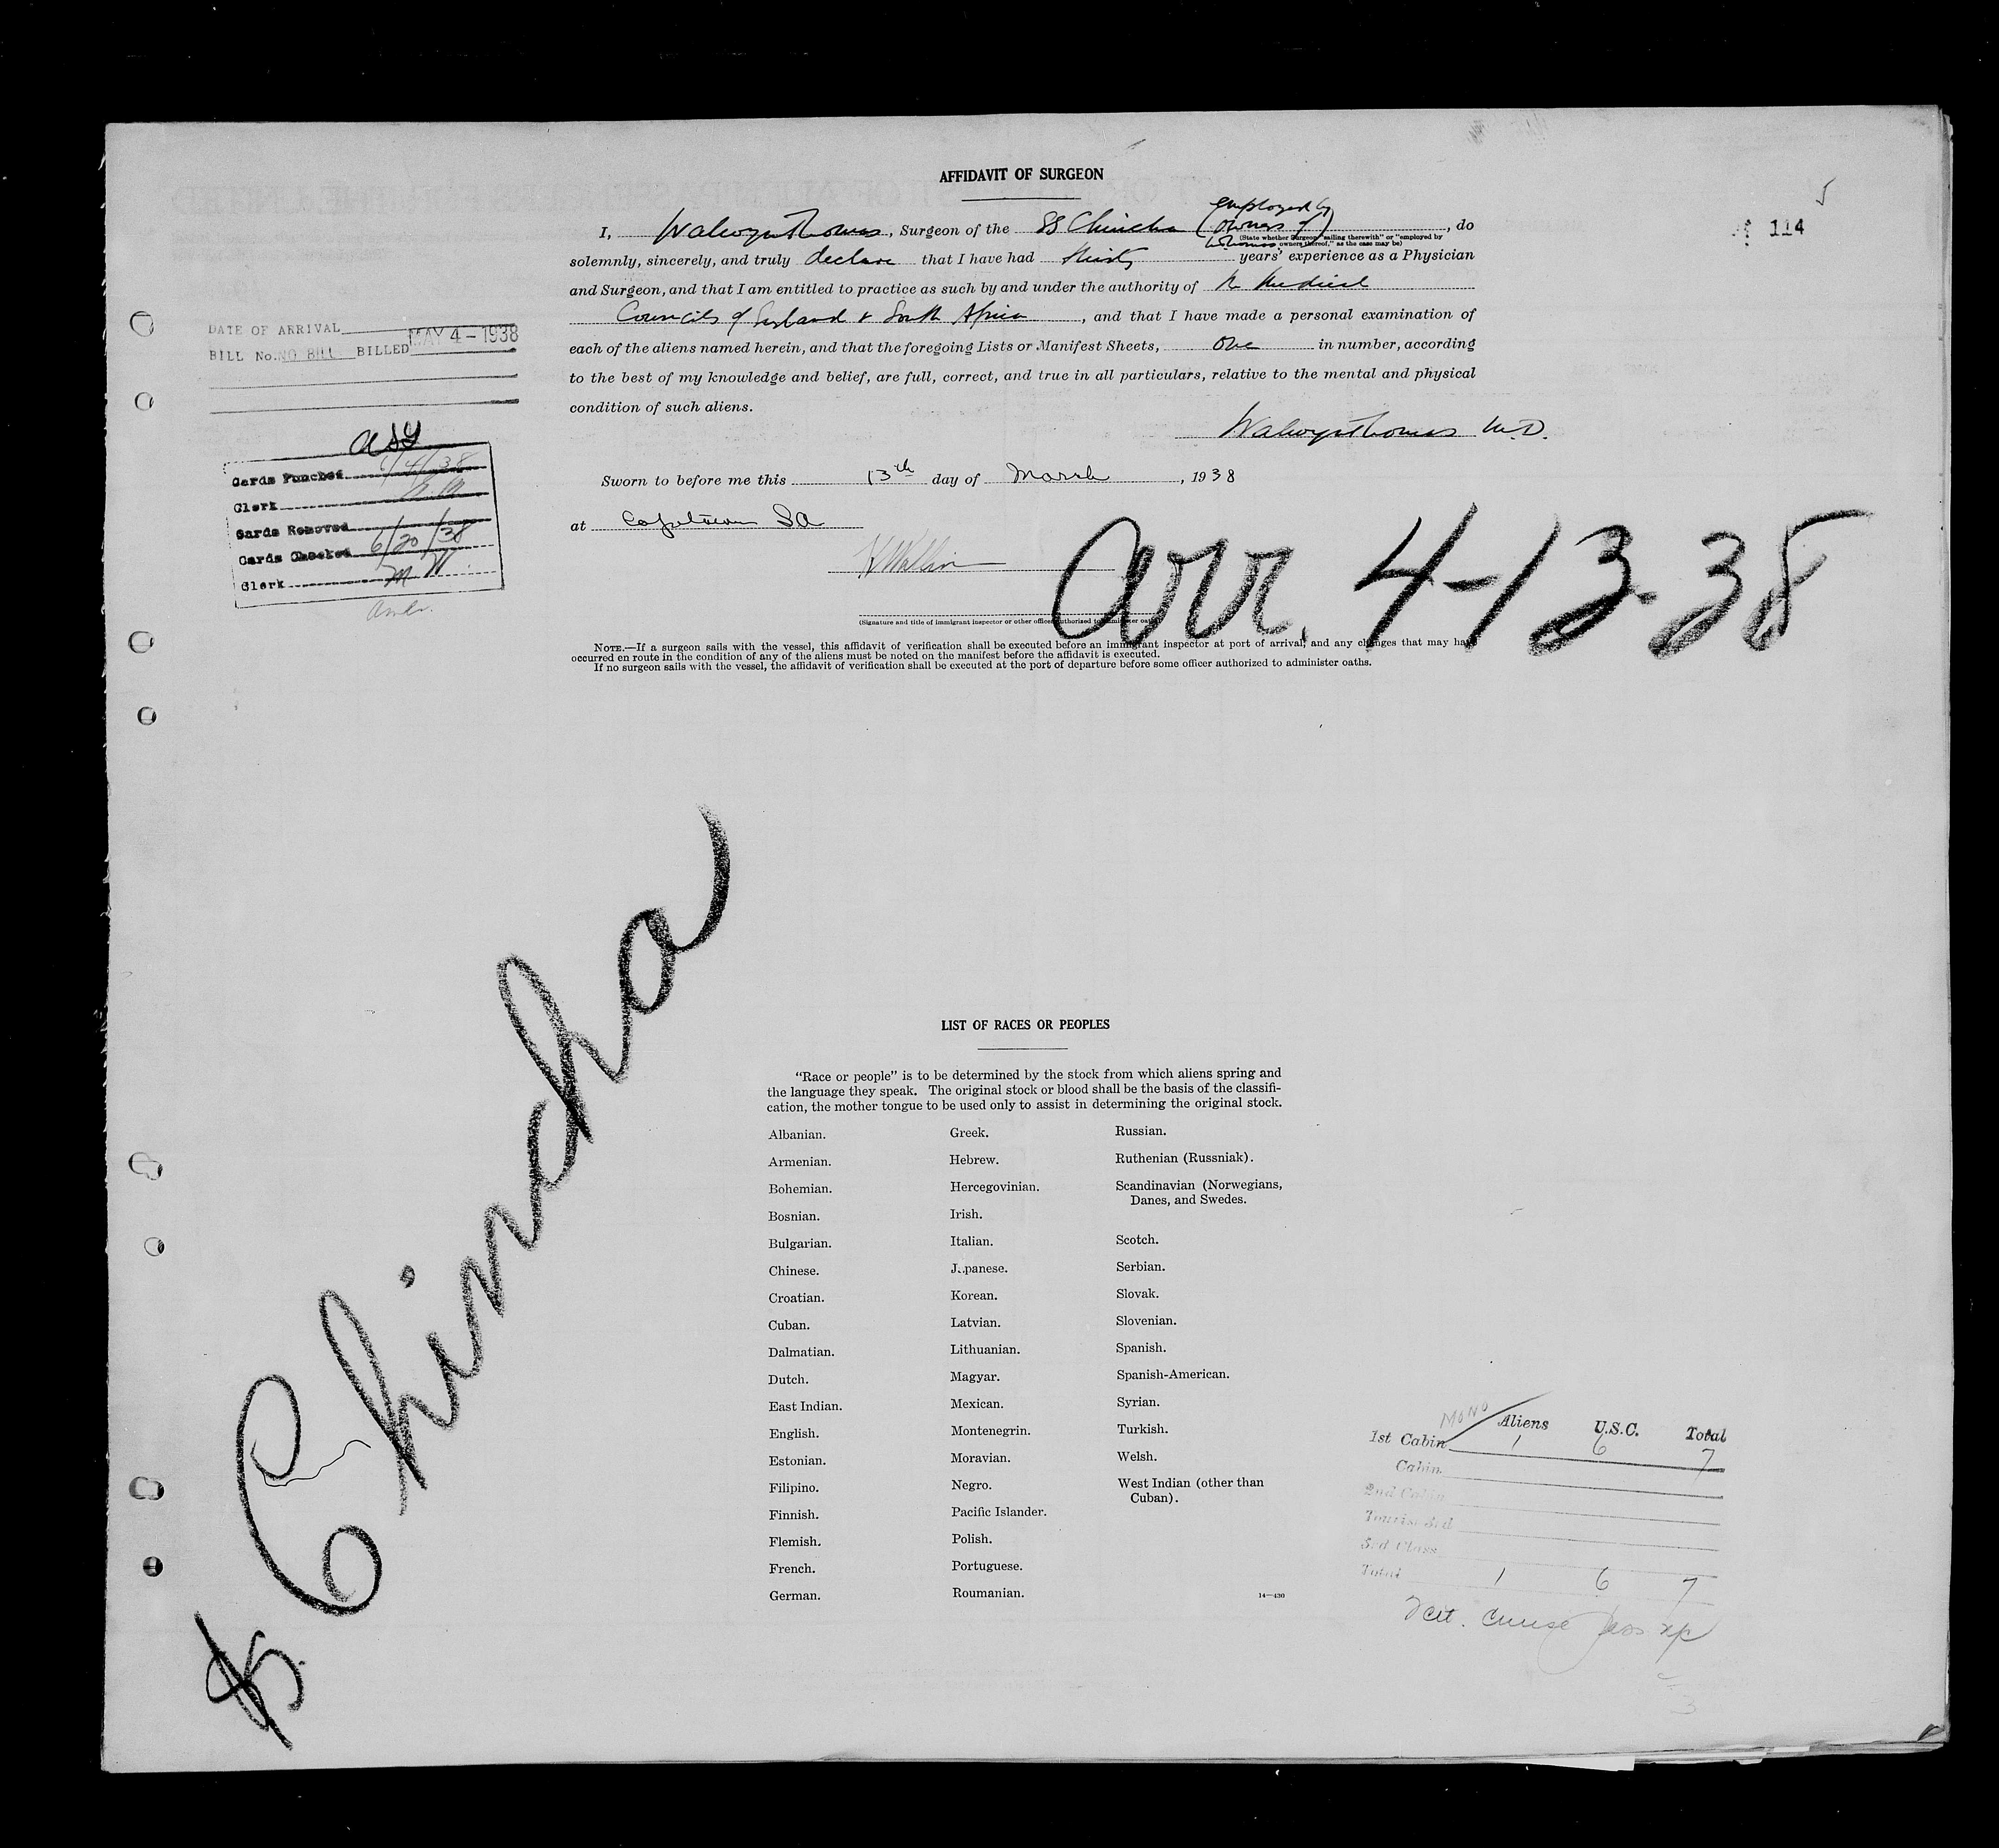 AFFIDAVIT OF SURGEON
5
114
I, Walwyn Thomas, Surgeon of the SS Chincha (employed by owners of), do
(State whether "Surgeon sailing therewith" or "employed by owners thereof," as the case may be)
solemnly, sincerely, and truly declare that I have had thirty years' experience as a Physician
and Surgeon, and that I am entitled to practice as such by and under the authority of Medical
Councils of England & South Africa, and that I have made a personal examination of
each of the aliens named herein, and that the foregoing Lists or Manifest Sheets, One in number, according
to the best of my knowledge and belief, are full, correct, and true in all particulars, relative to the mental and physical
condition of such aliens.
Walwyn Thomas M.D.
Sworn to before me this 13th day of March, 1938
at Capetown SA
(Signature and title of immigrant inspector or other officer authorized to administer oaths)
Arr. 4-13-38
NOTE.—If a surgeon sails with the vessel, this affidavit of verification shall be executed before an immigrant inspector at port of arrival, and any changes that may have
occurred en route in the condition of any of the aliens must be noted on the manifest before the affidavit is executed.
If no surgeon sails with the vessel, the affidavit of verification shall be executed at the port of departure before some officer authorized to administer oaths.
DATE OF ARRIVAL MAY 4-1938
BILL No. NO BILL BILLED
Cards Punched
Clerk
Cards Removed
Cards Checked 6/20/38
Clerk M W
SS. Chincha
LIST OF RACES OR PEOPLES
"Race or people" is to be determined by the stock from which aliens spring and
the language they speak. The original stock or blood shall be the basis of the classifi-
cation, the mother tongue to be used only to assist in determining the original stock.
Albanian.
Armenian.
Bohemian.
Bosnian.
Bulgarian.
Chinese.
Croatian.
Cuban.
Dalmatian.
Dutch.
East Indian.
English.
Estonian.
Filipino.
Finnish.
Flemish.
French.
German.
Greek.
Hebrew.
Hercegovinian.
Irish.
Italian.
Japanese.
Korean.
Latvian.
Lithuanian.
Magyar.
Mexican.
Montenegrin.
Moravian.
Negro.
Pacific Islander.
Polish.
Portuguese.
Roumanian.
Russian.
Ruthenian (Russniak).
Scandinavian (Norwegians,
Danes, and Swedes.
Scotch.
Serbian.
Slovak.
Slovenian.
Spanish.
Spanish-American.
Syrian.
Turkish.
Welsh.
West Indian (other than
Cuban).
14—430
MONO
Aliens U.S.C. Total
1st Cabin 1 6 7
Cabin
2nd Cabin
Tourist 3rd
3rd Class
Total 1 6 7